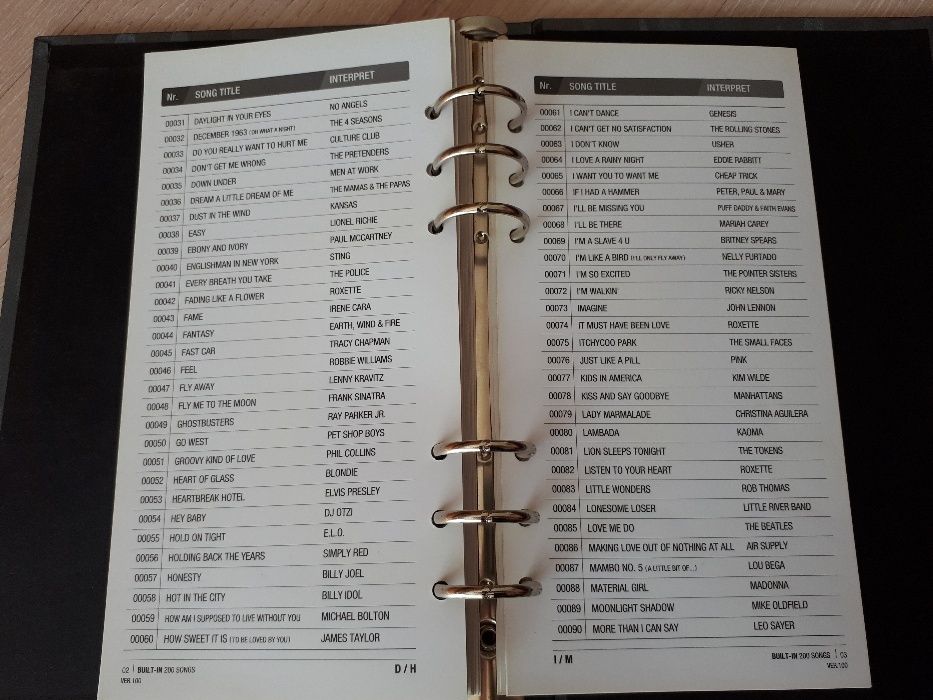 Nr. SONG TITLE INTERPRET
00031 DAYLIGHT IN YOUR EYES NO ANGELS
00032 DECEMBER 1963 (OH WHAT A NIGHT) THE 4 SEASONS
00033 DO YOU REALLY WANT TO HURT ME CULTURE CLUB
00034 DON'T GET ME WRONG THE PRETENDERS
00035 DOWN UNDER MEN AT WORK
00036 DREAM A LITTLE DREAM OF ME THE MAMAS & THE PAPAS
00037 DUST IN THE WIND KANSAS
00038 EASY LIONEL RICHIE
00039 EBONY AND IVORY PAUL MCCARTNEY
00040 ENGLISHMAN IN NEW YORK STING
00041 EVERY BREATH YOU TAKE THE POLICE
00042 FADING LIKE A FLOWER ROXETTE
00043 FAME IRENE CARA
00044 FANTASY EARTH, WIND & FIRE
00045 FAST CAR TRACY CHAPMAN
00046 FEEL ROBBIE WILLIAMS
00047 FLY AWAY LENNY KRAVITZ
00048 FLY ME TO THE MOON FRANK SINATRA
00049 GHOSTBUSTERS RAY PARKER JR.
00050 GO WEST PET SHOP BOYS
00051 GROOVY KIND OF LOVE PHIL COLLINS
00052 HEART OF GLASS BLONDIE
00053 HEARTBREAK HOTEL ELVIS PRESLEY
00054 HEY BABY DJ OTZI
00055 HOLD ON TIGHT E.L.O.
00056 HOLDING BACK THE YEARS SIMPLY RED
00057 HONESTY BILLY JOEL
00058 HOT IN THE CITY BILLY IDOL
00059 HOW AM I SUPPOSED TO LIVE WITHOUT YOU MICHAEL BOLTON
00060 HOW SWEET IT IS (TO BE LOVED BY YOU) JAMES TAYLOR
02 BUILT-IN 200 SONGS D / H
VER.100
Nr. SONG TITLE INTERPRET
00061 I CAN'T DANCE GENESIS
00062 I CAN'T GET NO SATISFACTION THE ROLLING STONES
00063 I DON'T KNOW USHER
00064 I LOVE A RAINY NIGHT EDDIE RABBITT
00065 I WANT YOU TO WANT ME CHEAP TRICK
00066 IF I HAD A HAMMER PETER, PAUL & MARY
00067 I'LL BE MISSING YOU PUFF DADDY & FAITH EVANS
00068 I'LL BE THERE MARIAH CAREY
00069 I'M A SLAVE 4 U BRITNEY SPEARS
00070 I'M LIKE A BIRD (I'LL ONLY FLY AWAY) NELLY FURTADO
00071 I'M SO EXCITED THE POINTER SISTERS
00072 I'M WALKIN' RICKY NELSON
00073 IMAGINE JOHN LENNON
00074 IT MUST HAVE BEEN LOVE ROXETTE
00075 ITCHYCOO PARK THE SMALL FACES
00076 JUST LIKE A PILL PINK
00077 KIDS IN AMERICA KIM WILDE
00078 KISS AND SAY GOODBYE MANHATTANS
00079 LADY MARMALADE CHRISTINA AGUILERA
00080 LAMBADA KAOMA
00081 LION SLEEPS TONIGHT THE TOKENS
00082 LISTEN TO YOUR HEART ROXETTE
00083 LITTLE WONDERS ROB THOMAS
00084 LONESOME LOSER LITTLE RIVER BAND
00085 LOVE ME DO THE BEATLES
00086 MAKING LOVE OUT OF NOTHING AT ALL AIR SUPPLY
00087 MAMBO NO. 5 (A LITTLE BIT OF...) LOU BEGA
00088 MATERIAL GIRL MADONNA
00089 MOONLIGHT SHADOW MIKE OLDFIELD
00090 MORE THAN I CAN SAY LEO SAYER
I / M BUILT-IN 200 SONGS 03
VER.100